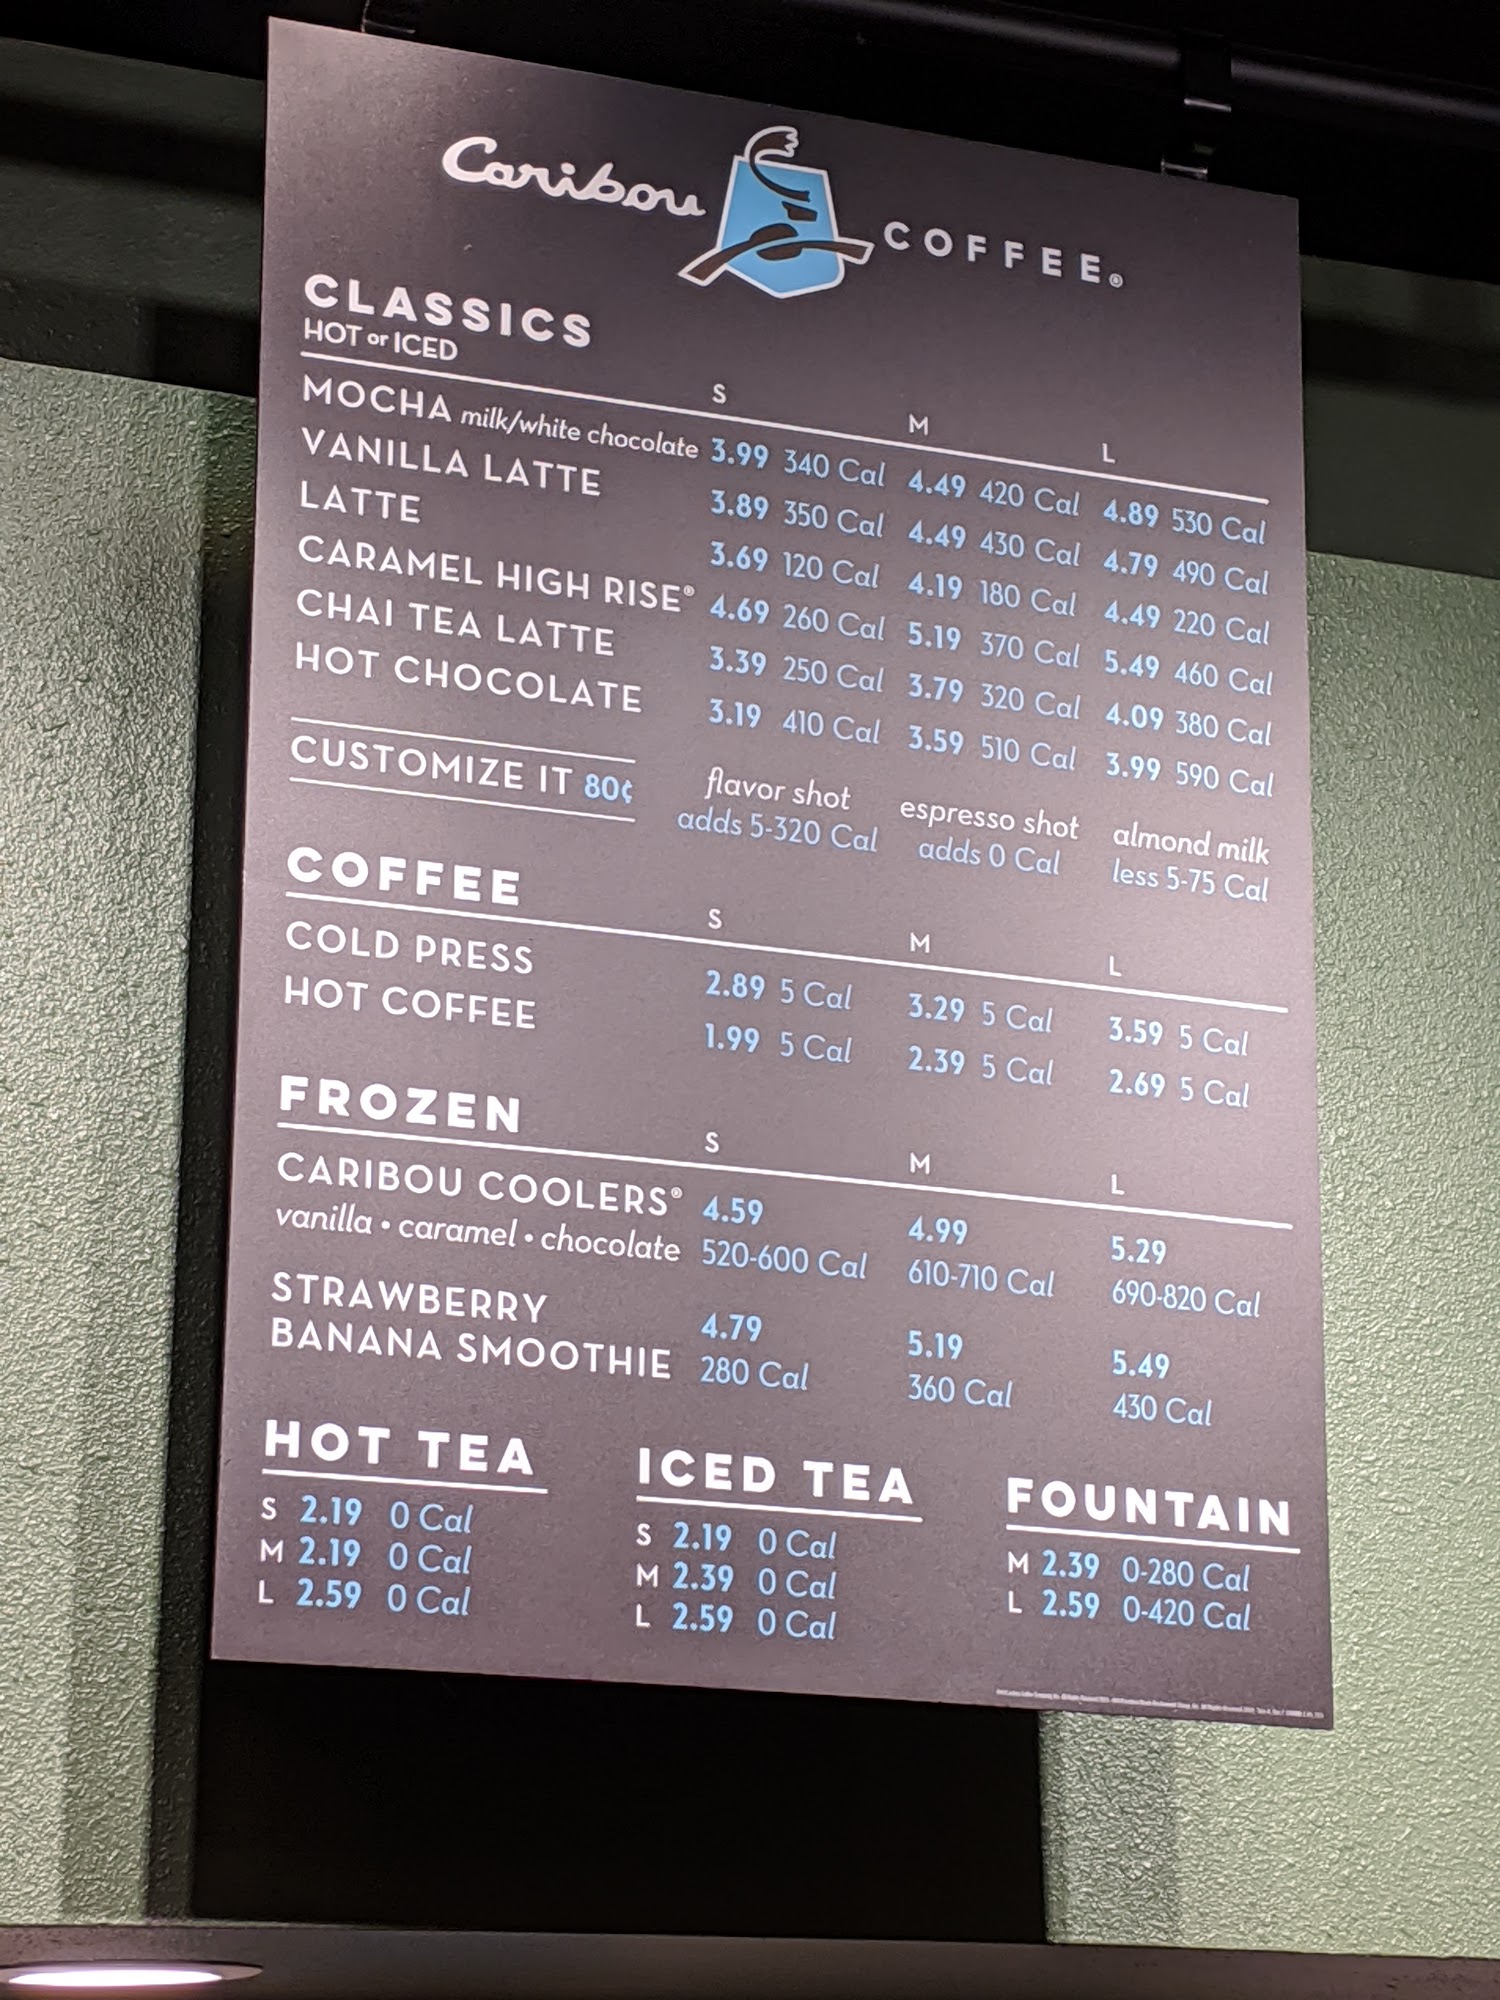 Caribou COFFEE®
CLASSICS
HOT or ICED
S M L
MOCHA milk/white chocolate 3.99 340 Cal 4.49 420 Cal 4.89 530 Cal
VANILLA LATTE 3.89 350 Cal 4.49 430 Cal 4.79 490 Cal
LATTE 3.69 120 Cal 4.19 180 Cal 4.49 220 Cal
CARAMEL HIGH RISE® 4.69 260 Cal 5.19 370 Cal 5.49 460 Cal
CHAI TEA LATTE 3.39 250 Cal 3.79 320 Cal 4.09 380 Cal
HOT CHOCOLATE 3.19 410 Cal 3.59 510 Cal 3.99 590 Cal
CUSTOMIZE IT 80¢
flavor shot
adds 5-320 Cal
espresso shot
adds 0 Cal
almond milk
less 5-75 Cal
COFFEE
S M L
COLD PRESS 2.89 5 Cal 3.29 5 Cal 3.59 5 Cal
HOT COFFEE 1.99 5 Cal 2.39 5 Cal 2.69 5 Cal
FROZEN
S M L
CARIBOU COOLERS® 4.59 4.99 5.29
vanilla • caramel • chocolate 520-600 Cal 610-710 Cal 690-820 Cal
STRAWBERRY 4.79 5.19 5.49
BANANA SMOOTHIE 280 Cal 360 Cal 430 Cal
HOT TEA
S 2.19 0 Cal
M 2.19 0 Cal
L 2.59 0 Cal
ICED TEA
S 2.19 0 Cal
M 2.39 0 Cal
L 2.59 0 Cal
FOUNTAIN
M 2.39 0-280 Cal
L 2.59 0-420 Cal